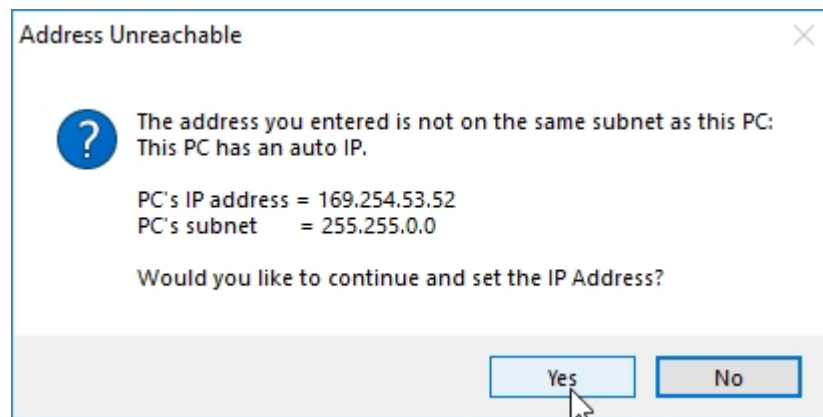 Address Unreachable
The address you entered is not on the same subnet as this PC:
This PC has an auto IP.
PC's IP address = 169.254.53.52
PC's subnet = 255.255.0.0
Would you like to continue and set the IP Address?
Yes No